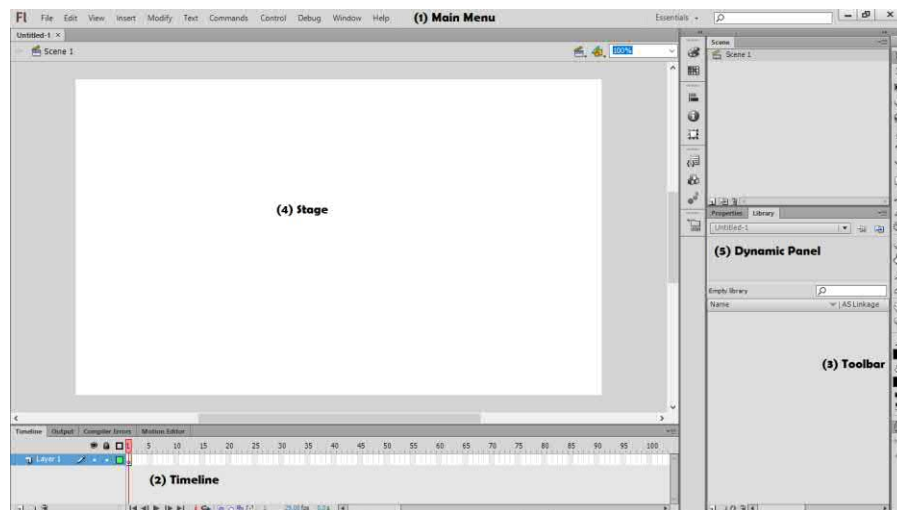 Fl File Edit View Insert Modify Text Commands Control Debug Window Help (1) Main Menu Essentials
Untitled-1 ×
Scene 1 100%
Scene
Scene 1
(4) Stage
Properties Library
Untitled-1
(5) Dynamic Panel
Empty library
Name AS Linkage
(3) Toolbar
Timeline Output Compiler Errors Motion Editor
1 5 10 15 20 25 30 35 40 45 50 55 60 65 70 75 80 85 90 95 100
Layer 1
(2) Timeline